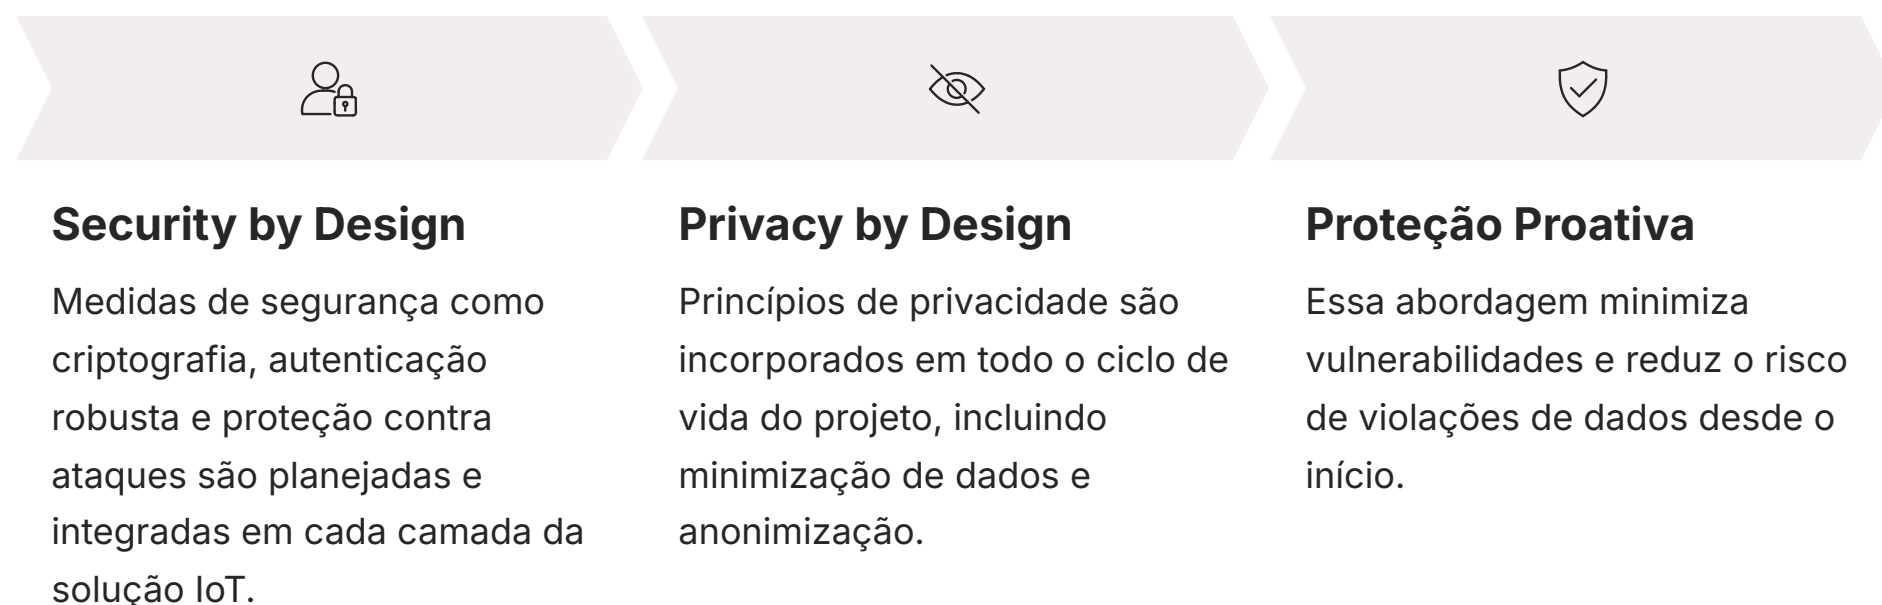 Security by Design
Medidas de segurança como
criptografia, autenticação
robusta e proteção contra
ataques são planejadas e
integradas em cada camada da
solução IoT.
Privacy by Design
Princípios de privacidade são
incorporados em todo o ciclo de
vida do projeto, incluindo
minimização de dados e
anonimização.
Proteção Proativa
Essa abordagem minimiza
vulnerabilidades e reduz o risco
de violações de dados desde o
início.